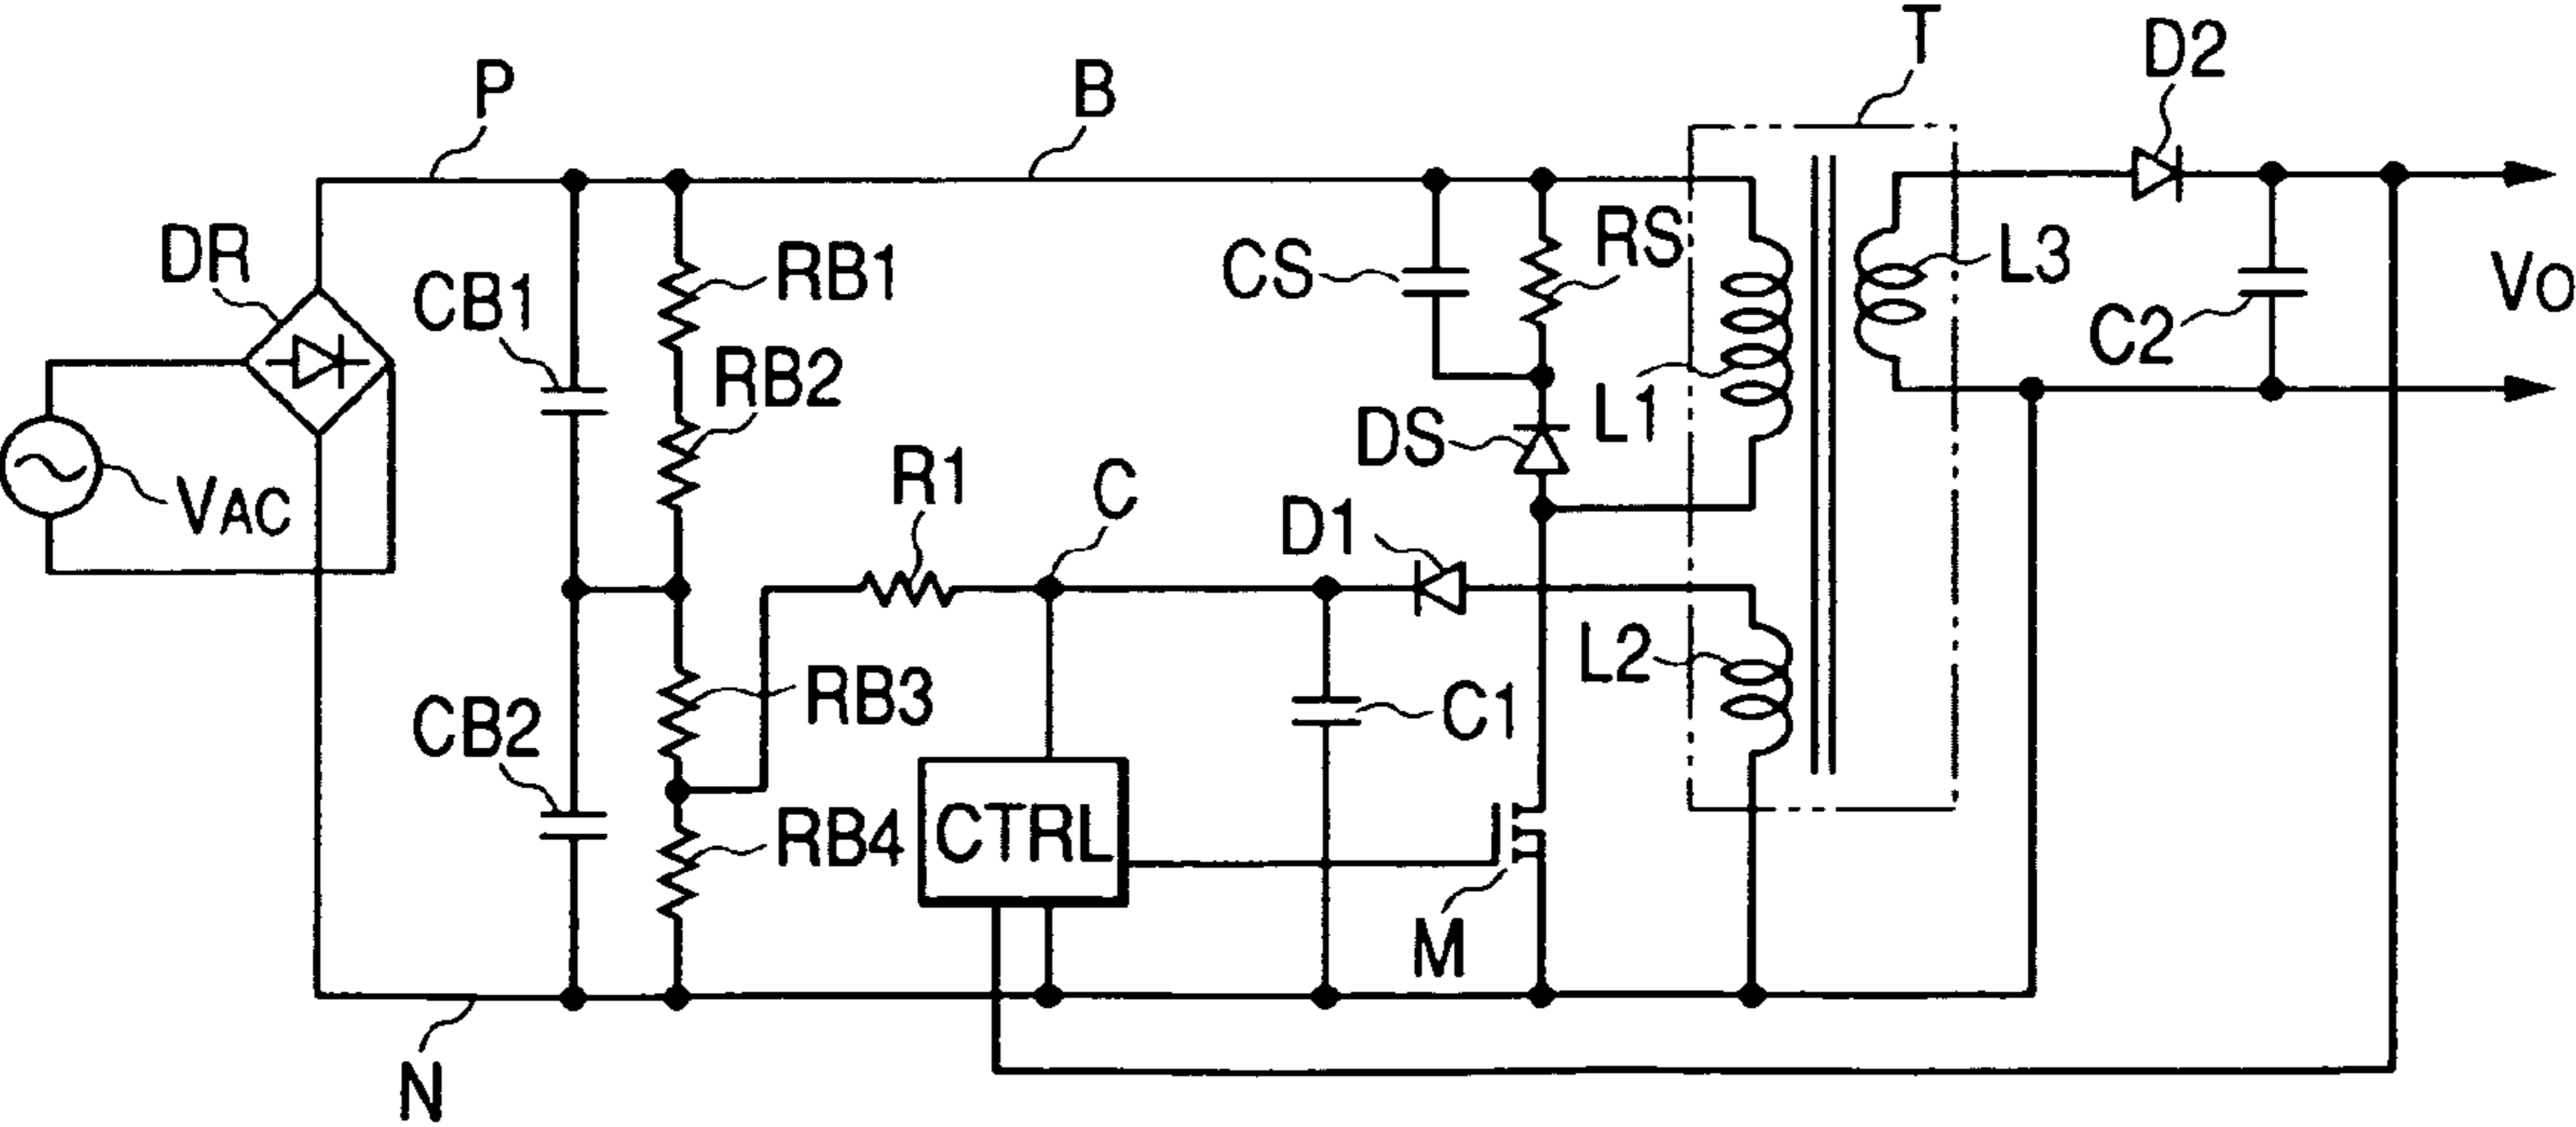 T
D2
P
B
DR
RB1
CS
RS
L3
CB1
VO
C2
RB2
L1
DS
VAC
R1
C
D1
L2
RB3
C1
CB2
RB4
CTRL
M
N